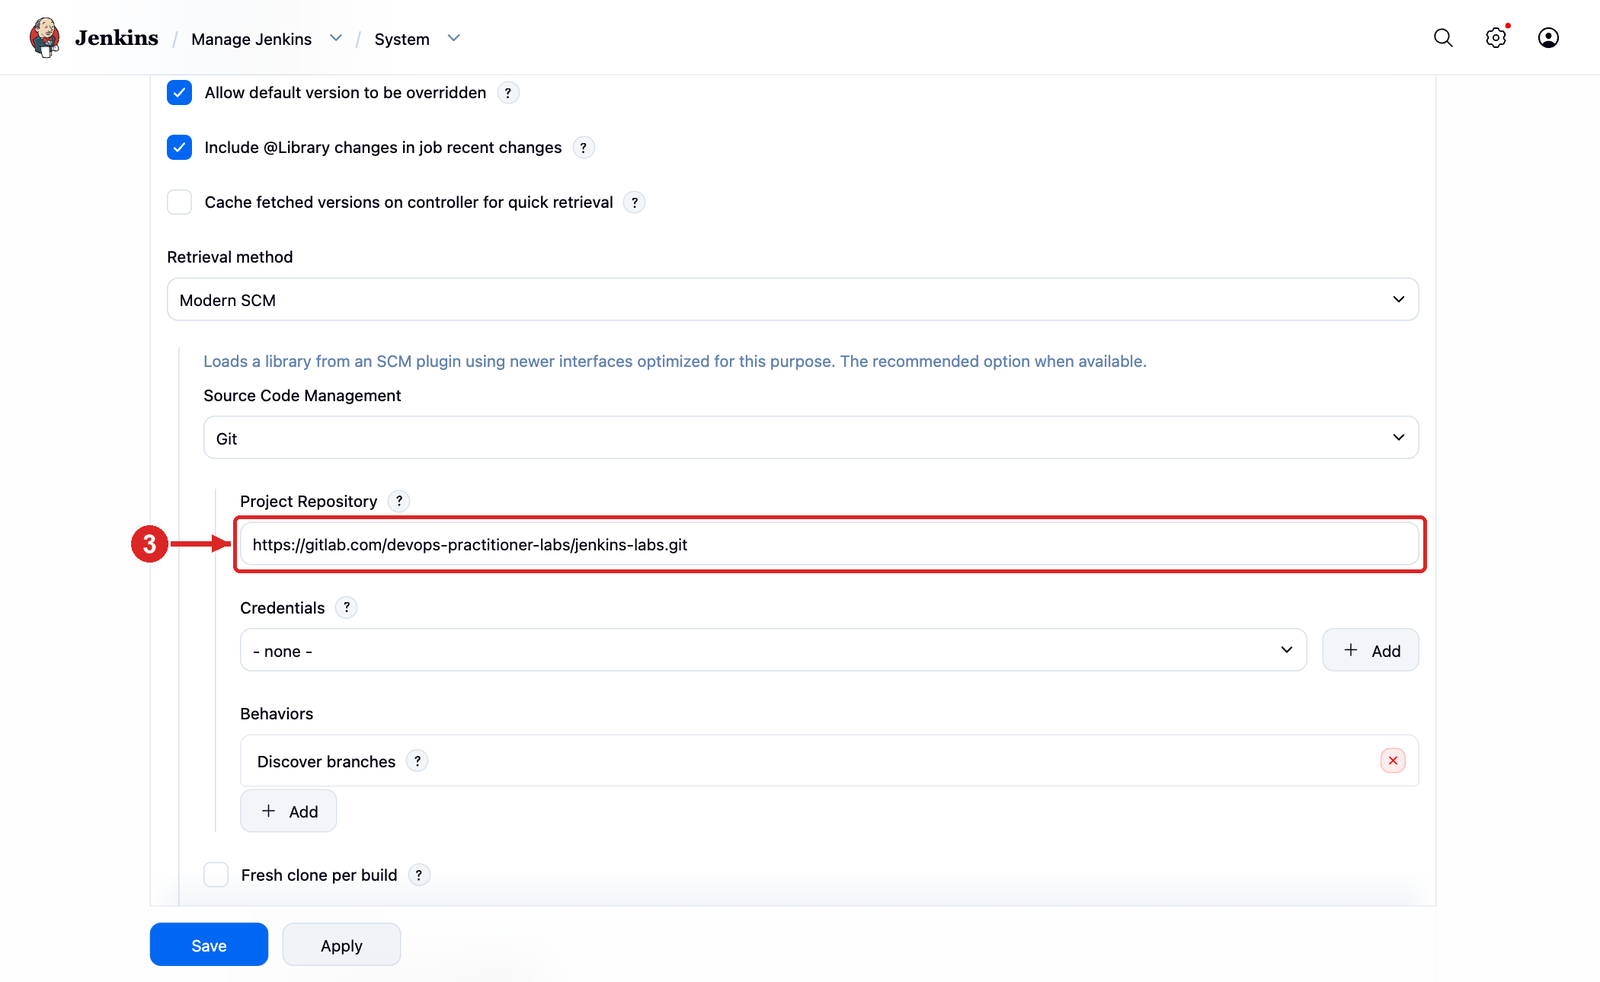 Jenkins / Manage Jenkins / System
Allow default version to be overridden ?
Include @Library changes in job recent changes ?
Cache fetched versions on controller for quick retrieval ?
Retrieval method
Modern SCM
Loads a library from an SCM plugin using newer interfaces optimized for this purpose. The recommended option when available.
Source Code Management
Git
Project Repository ?
3
https://gitlab.com/devops-practitioner-labs/jenkins-labs.git
Credentials ?
- none -
+ Add
Behaviors
Discover branches ?
+ Add
Fresh clone per build ?
Save
Apply